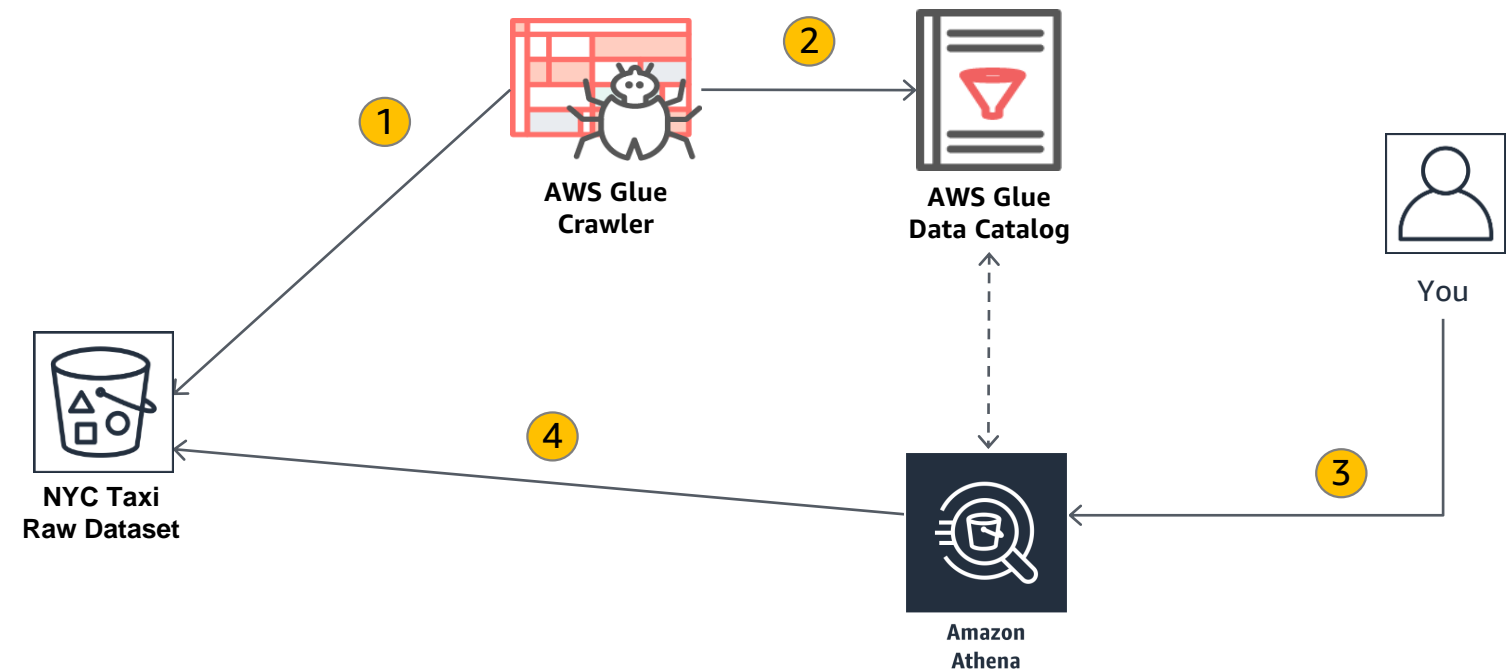 2
1
AWS Glue
Crawler
AWS Glue
Data Catalog
You
4
3
NYC Taxi
Raw Dataset
Amazon
Athena